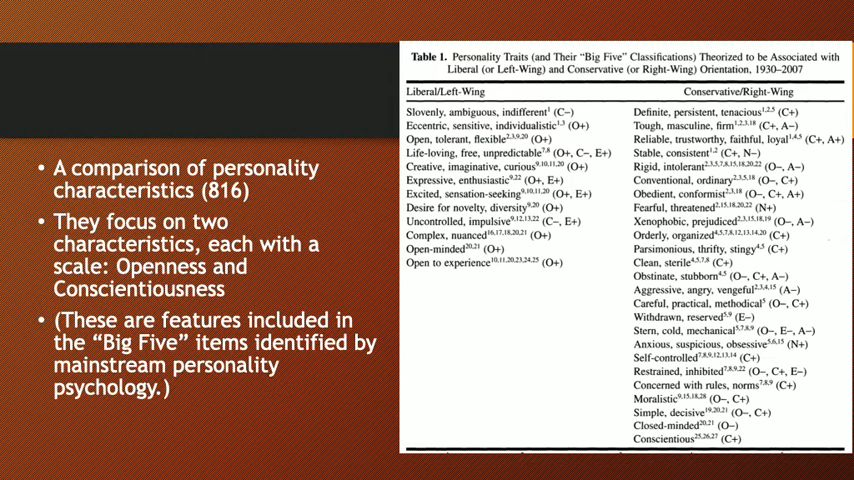 • A comparison of personality
characteristics (816)
• They focus on two
characteristics, each with a
scale: Openness and
Conscientiousness
• (These are features included in
the “Big Five” items identified by
mainstream personality
psychology.)
Table 1. Personality Traits (and Their “Big Five” Classifications) Theorized to be Associated with
Liberal (or Left-Wing) and Conservative (or Right-Wing) Orientation, 1930–2007
Liberal/Left-Wing
Slovenly, ambiguous, indifferent1 (C–)
Eccentric, sensitive, individualistic1,3 (O+)
Open, tolerant, flexible2,3,9,20 (O+)
Life-loving, free, unpredictable7,8 (O+, C–, E+)
Creative, imaginative, curious9,10,11,20 (O+)
Expressive, enthusiastic9,22 (O+, E+)
Excited, sensation-seeking9,10,11,20 (O+, E+)
Desire for novelty, diversity9,20 (O+)
Uncontrolled, impulsive9,12,13,22 (C–, E+)
Complex, nuanced16,17,18,20,21 (O+)
Open-minded20,21 (O+)
Open to experience10,11,20,23,24,25 (O+)
Conservative/Right-Wing
Definite, persistent, tenacious1,2,5 (C+)
Tough, masculine, firm1,2,3,18 (C+, A–)
Reliable, trustworthy, faithful, loyal1,4,5 (C+, A+)
Stable, consistent1,2 (C+, N–)
Rigid, intolerant2,3,5,7,8,15,18,20,22 (O–, A–)
Conventional, ordinary2,3,5,18 (O–, C+)
Obedient, conformist2,3,18 (O–, C+, A+)
Fearful, threatened2,15,18,20,22 (N+)
Xenophobic, prejudiced2,3,15,18,19 (O–, A–)
Orderly, organized4,5,7,8,12,13,14,20 (C+)
Parsimonious, thrifty, stingy4,5 (C+)
Clean, sterile4,5,7,8 (C+)
Obstinate, stubborn4,5 (O–, C+, A–)
Aggressive, angry, vengeful2,3,4,15 (A–)
Careful, practical, methodical5 (O–, C+)
Withdrawn, reserved5,9 (E–)
Stern, cold, mechanical5,7,8,9 (O–, E–, A–)
Anxious, suspicious, obsessive5,6,15 (N+)
Self-controlled7,8,9,12,13,14 (C+)
Restrained, inhibited7,8,9,22 (O–, C+, E–)
Concerned with rules, norms7,8,9 (C+)
Moralistic9,15,18,28 (O–, C+)
Simple, decisive19,20,21 (O–, C+)
Closed-minded20,21 (O–)
Conscientious25,26,27 (C+)